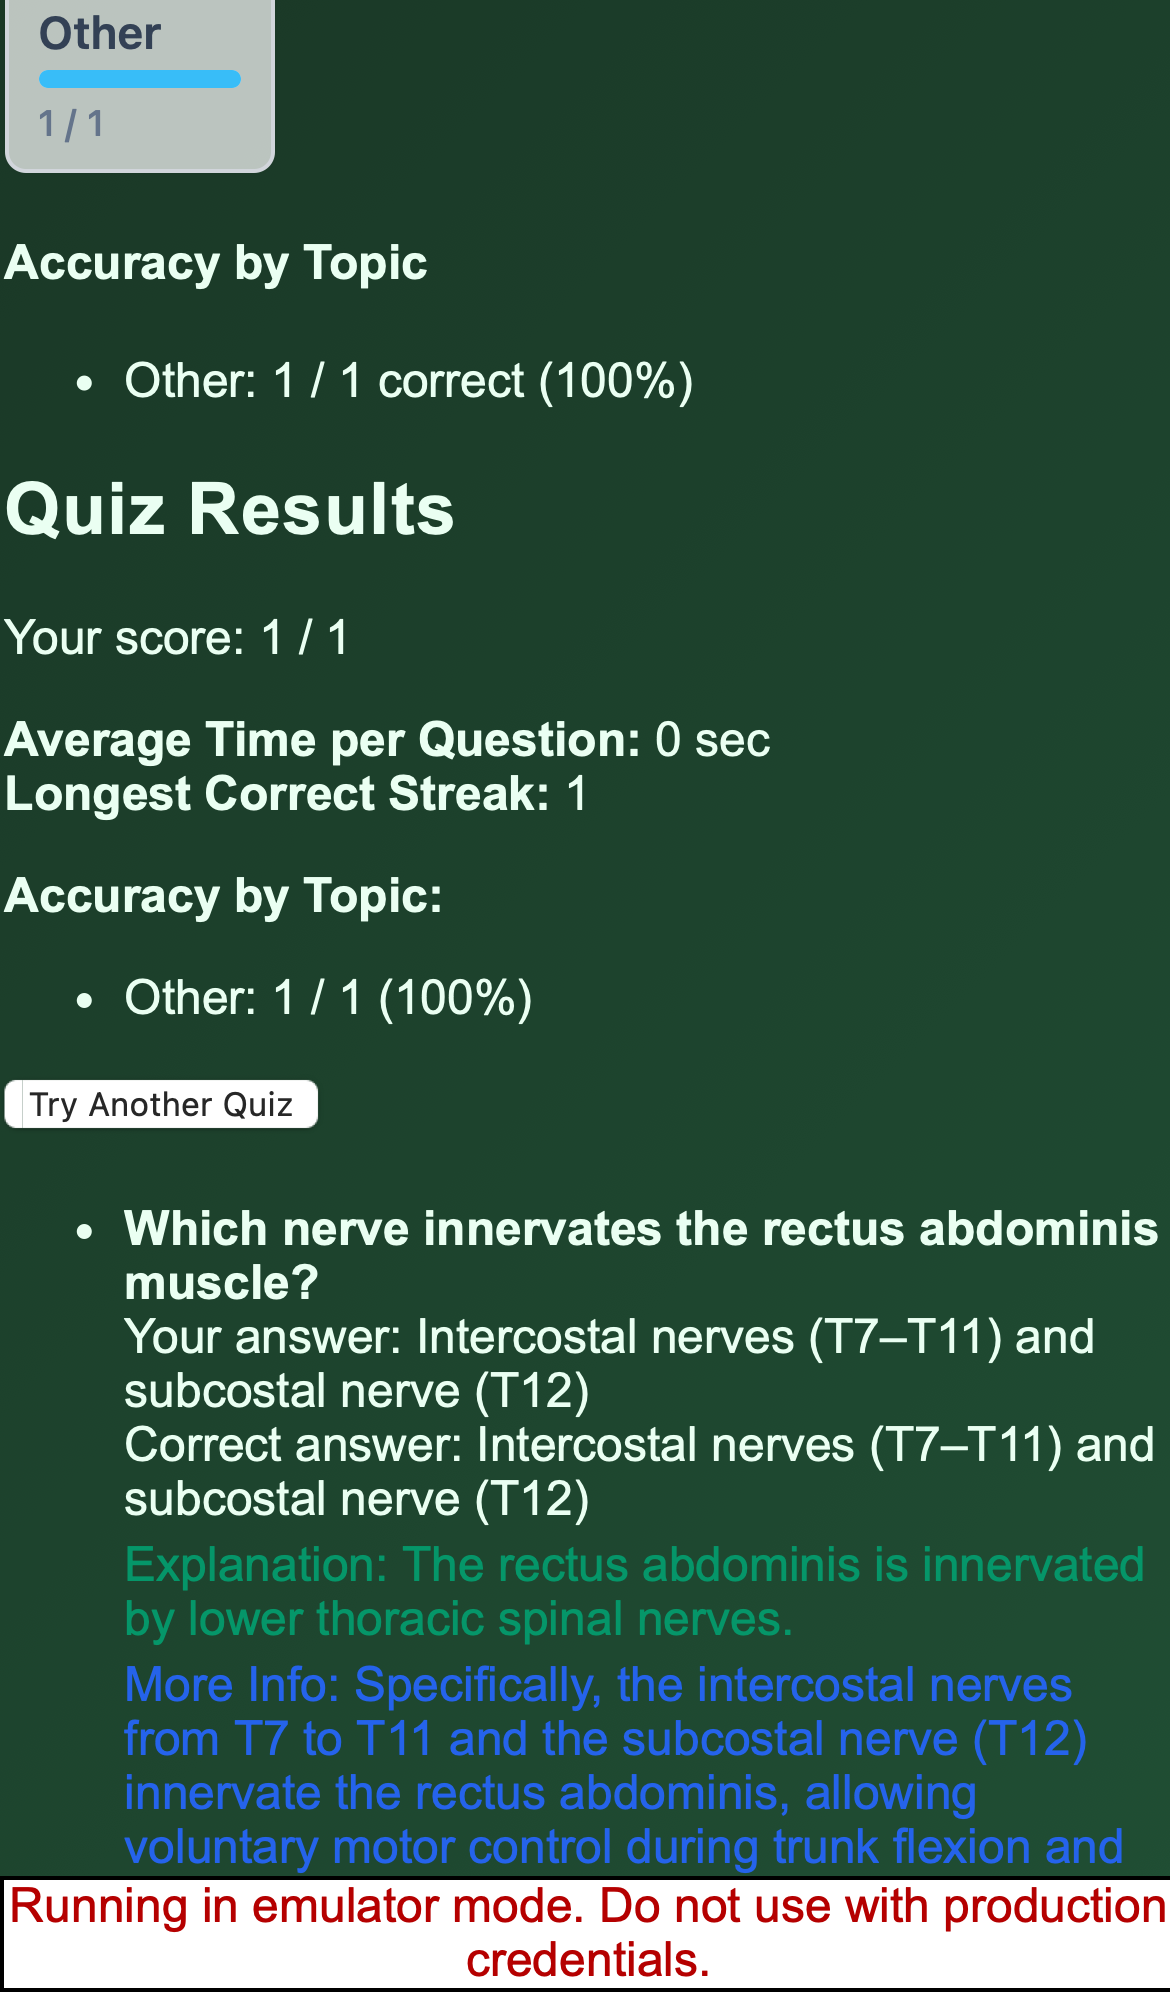 Other
1 / 1
Accuracy by Topic
• Other: 1 / 1 correct (100%)
Quiz Results
Your score: 1 / 1
Average Time per Question: 0 sec
Longest Correct Streak: 1
Accuracy by Topic:
• Other: 1 / 1 (100%)
Try Another Quiz
• Which nerve innervates the rectus abdominis
muscle?
Your answer: Intercostal nerves (T7–T11) and
subcostal nerve (T12)
Correct answer: Intercostal nerves (T7–T11) and
subcostal nerve (T12)
Explanation: The rectus abdominis is innervated
by lower thoracic spinal nerves.
More Info: Specifically, the intercostal nerves
from T7 to T11 and the subcostal nerve (T12)
innervate the rectus abdominis, allowing
voluntary motor control during trunk flexion and
Running in emulator mode. Do not use with production
credentials.